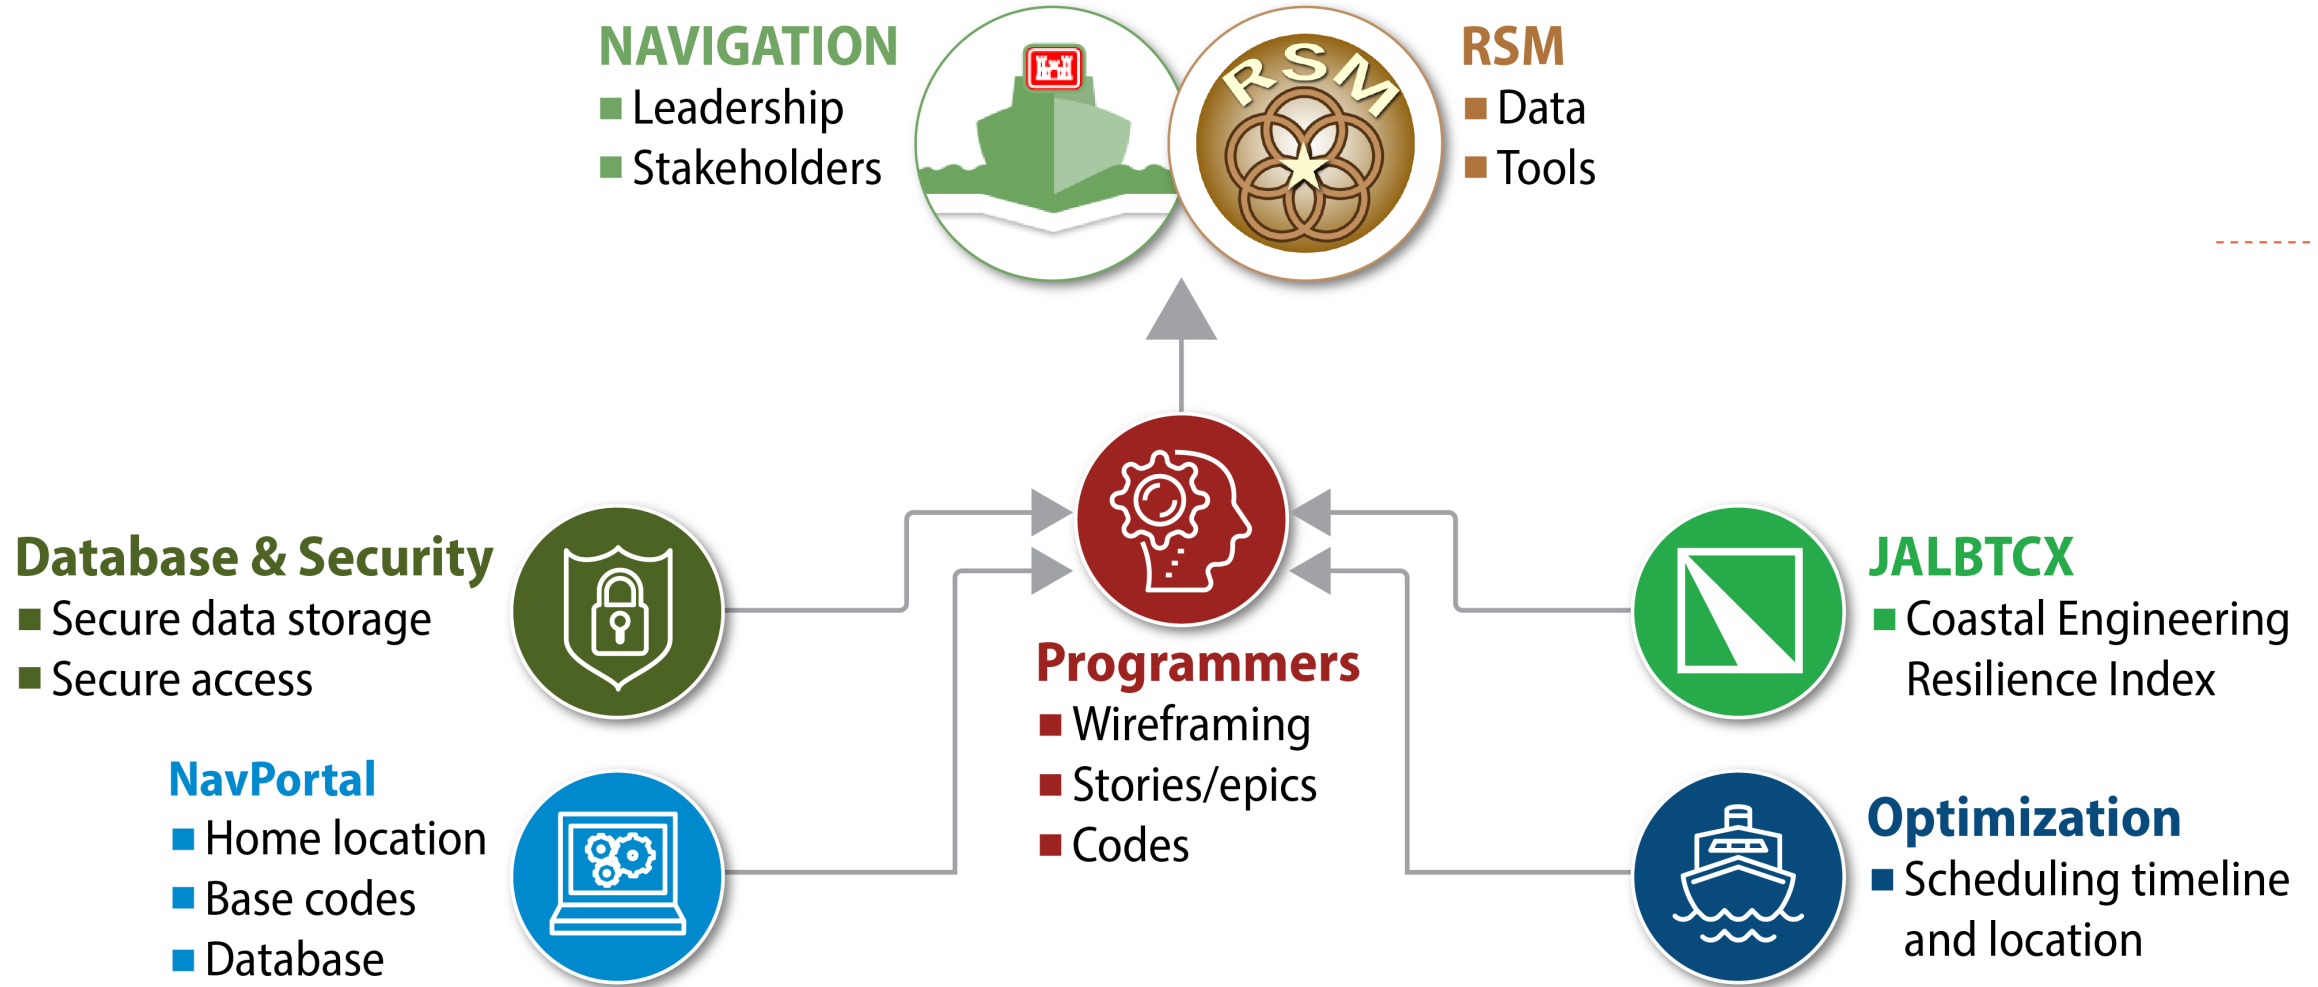 NAVIGATION
Leadership
Stakeholders
RSM
RSM
Data
Tools
Database & Security
Secure data storage
Secure access
NavPortal
Home location
Base codes
Database
Programmers
Wireframing
Stories/epics
Codes
JALBTCX
Coastal Engineering
Resilience Index
Optimization
Scheduling timeline
and location